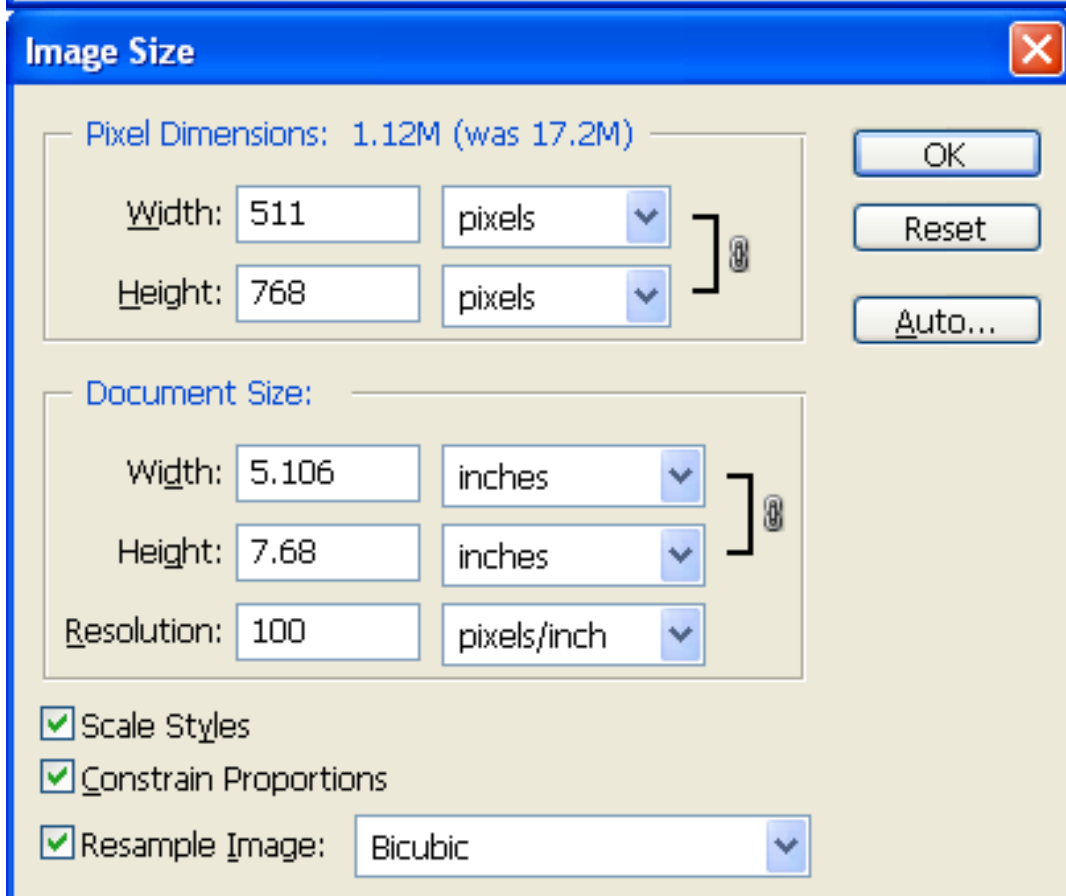 Image Size
Pixel Dimensions: 1.12M (was 17.2M)
Width: 511 pixels
Height: 768 pixels
OK
Reset
Auto...
Document Size:
Width: 5.106 inches
Height: 7.68 inches
Resolution: 100 pixels/inch
Scale Styles
Constrain Proportions
Resample Image: Bicubic